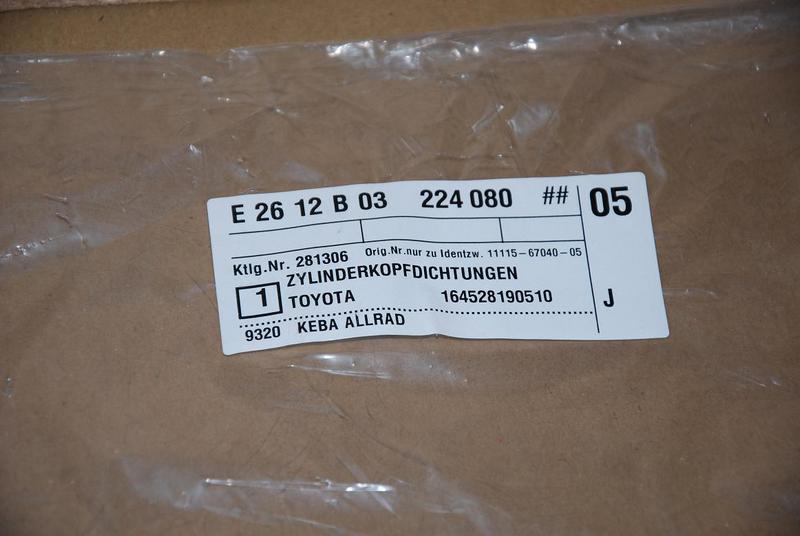 E 26 12 B 03 224 080 ## 05
Ktlg.Nr. 281306 Orig.Nr.nur zu Identzw. 11115-67040-05
ZYLINDERKOPFDICHTUNGEN
1 TOYOTA 164528190510 J
9320 KEBA ALLRAD